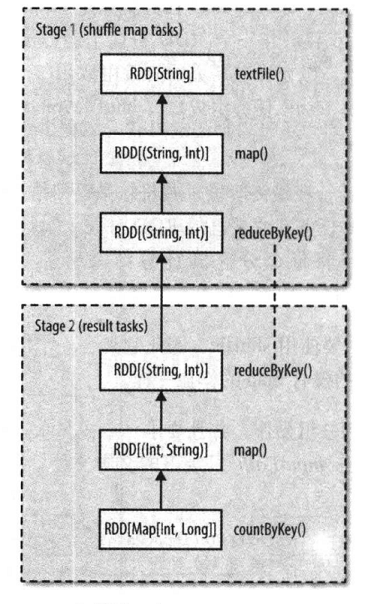 Stage 1 (shuffle map tasks)
RDD[String] textFile()
RDD[(String, Int)] map()
RDD[(String, Int)] reduceByKey()
Stage 2 (result tasks)
RDD[(String, Int)] reduceByKey()
RDD[(Int, String)] map()
RDD[Map[Int, Long]] countByKey()